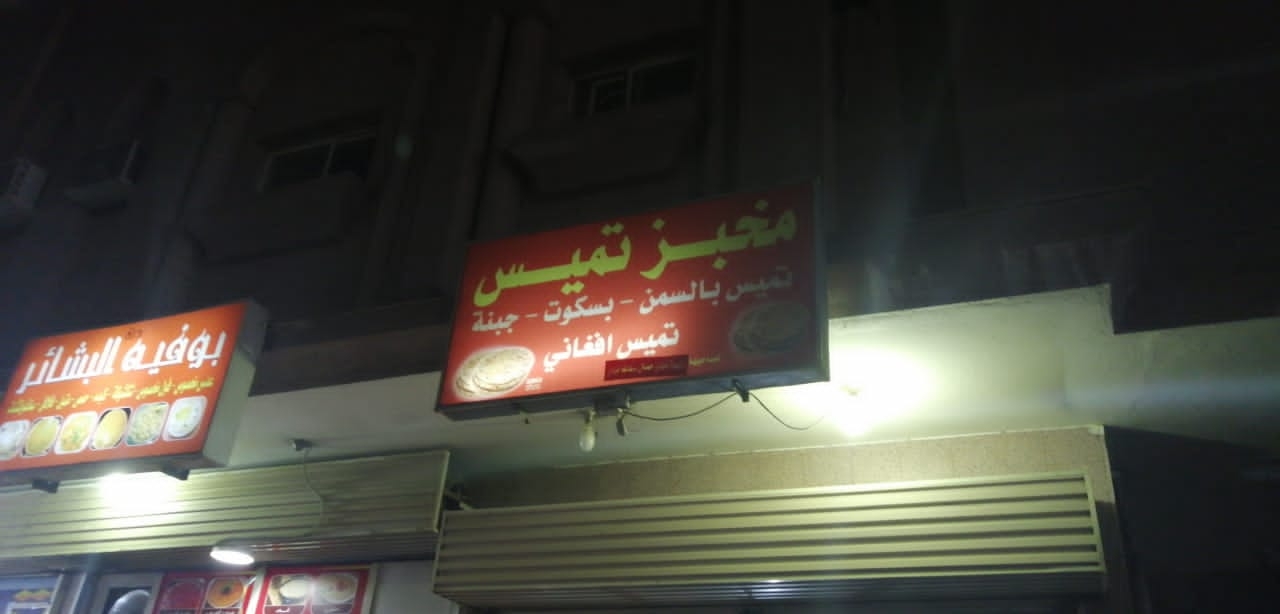 مخبز تميس
تميس بالسمن - بسكوت - جبنة
تميس افغاني
بوفيه البشائر